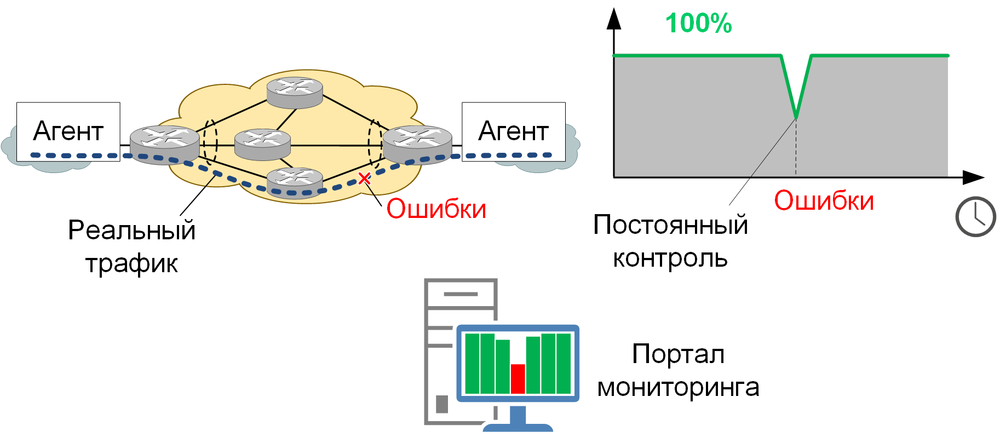 100%
Агент
Агент
Ошибки
Реальный
трафик
Ошибки
Постоянный
контроль
Портал
мониторинга